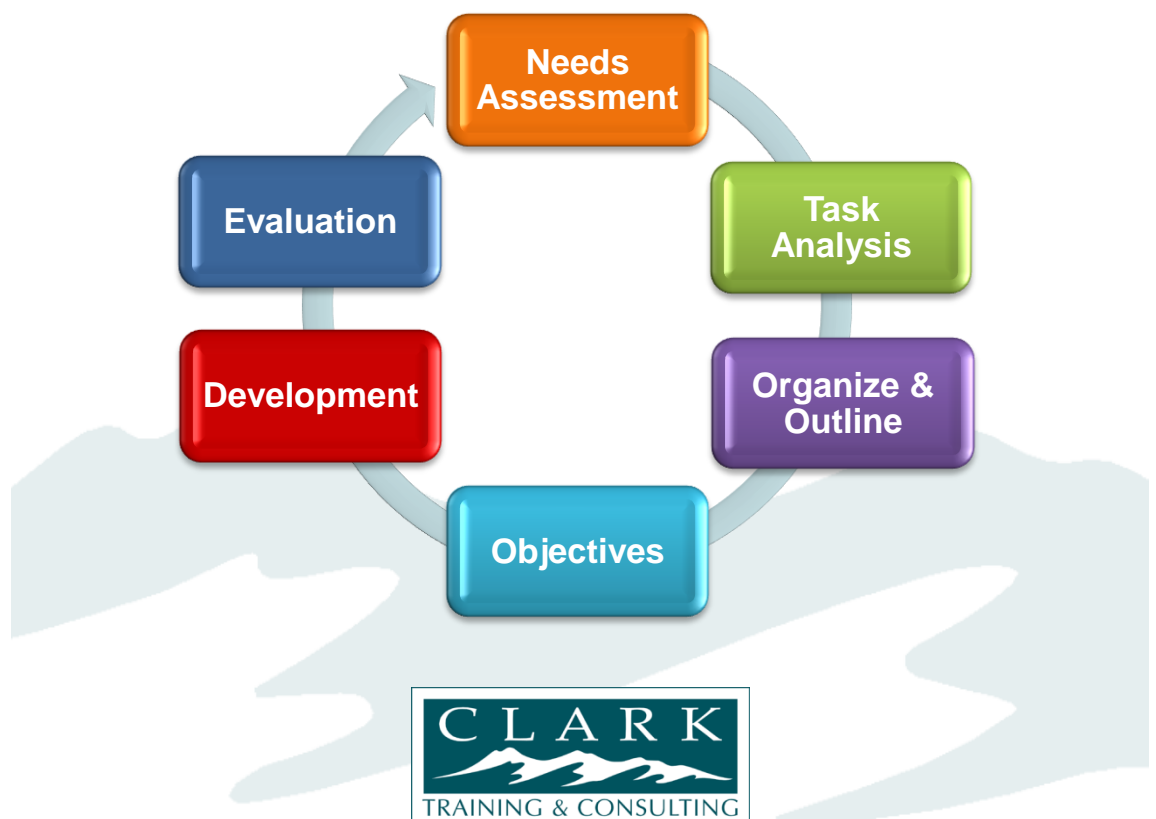 Needs
Assessment
Task
Analysis
Organize &
Outline
Objectives
Development
Evaluation
CLARK
TRAINING & CONSULTING